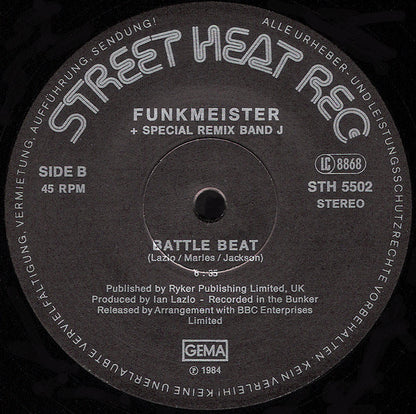 STREET HEAT REC
ALLE URHEBER- UND LEISTUNGSSCHUTZRECHTE VORBEHALTEN. KEIN VERLEIH! KEINE UNERLAUBTE VERVIELFÄLTIGUNG, VERMIETUNG, AUFFÜHRUNG, SENDUNG!
FUNKMEISTER
+ SPECIAL REMIX BAND J
SIDE B
45 RPM
LC 8868
STH 5502
STEREO
BATTLE BEAT
(Lazlo / Marles / Jackson)
6 : 35
Published by Ryker Publishing Limited, UK
Produced by Ian Lazlo - Recorded in the Bunker
Released by Arrangement with BBC Enterprises
Limited
GEMA
℗ 1984